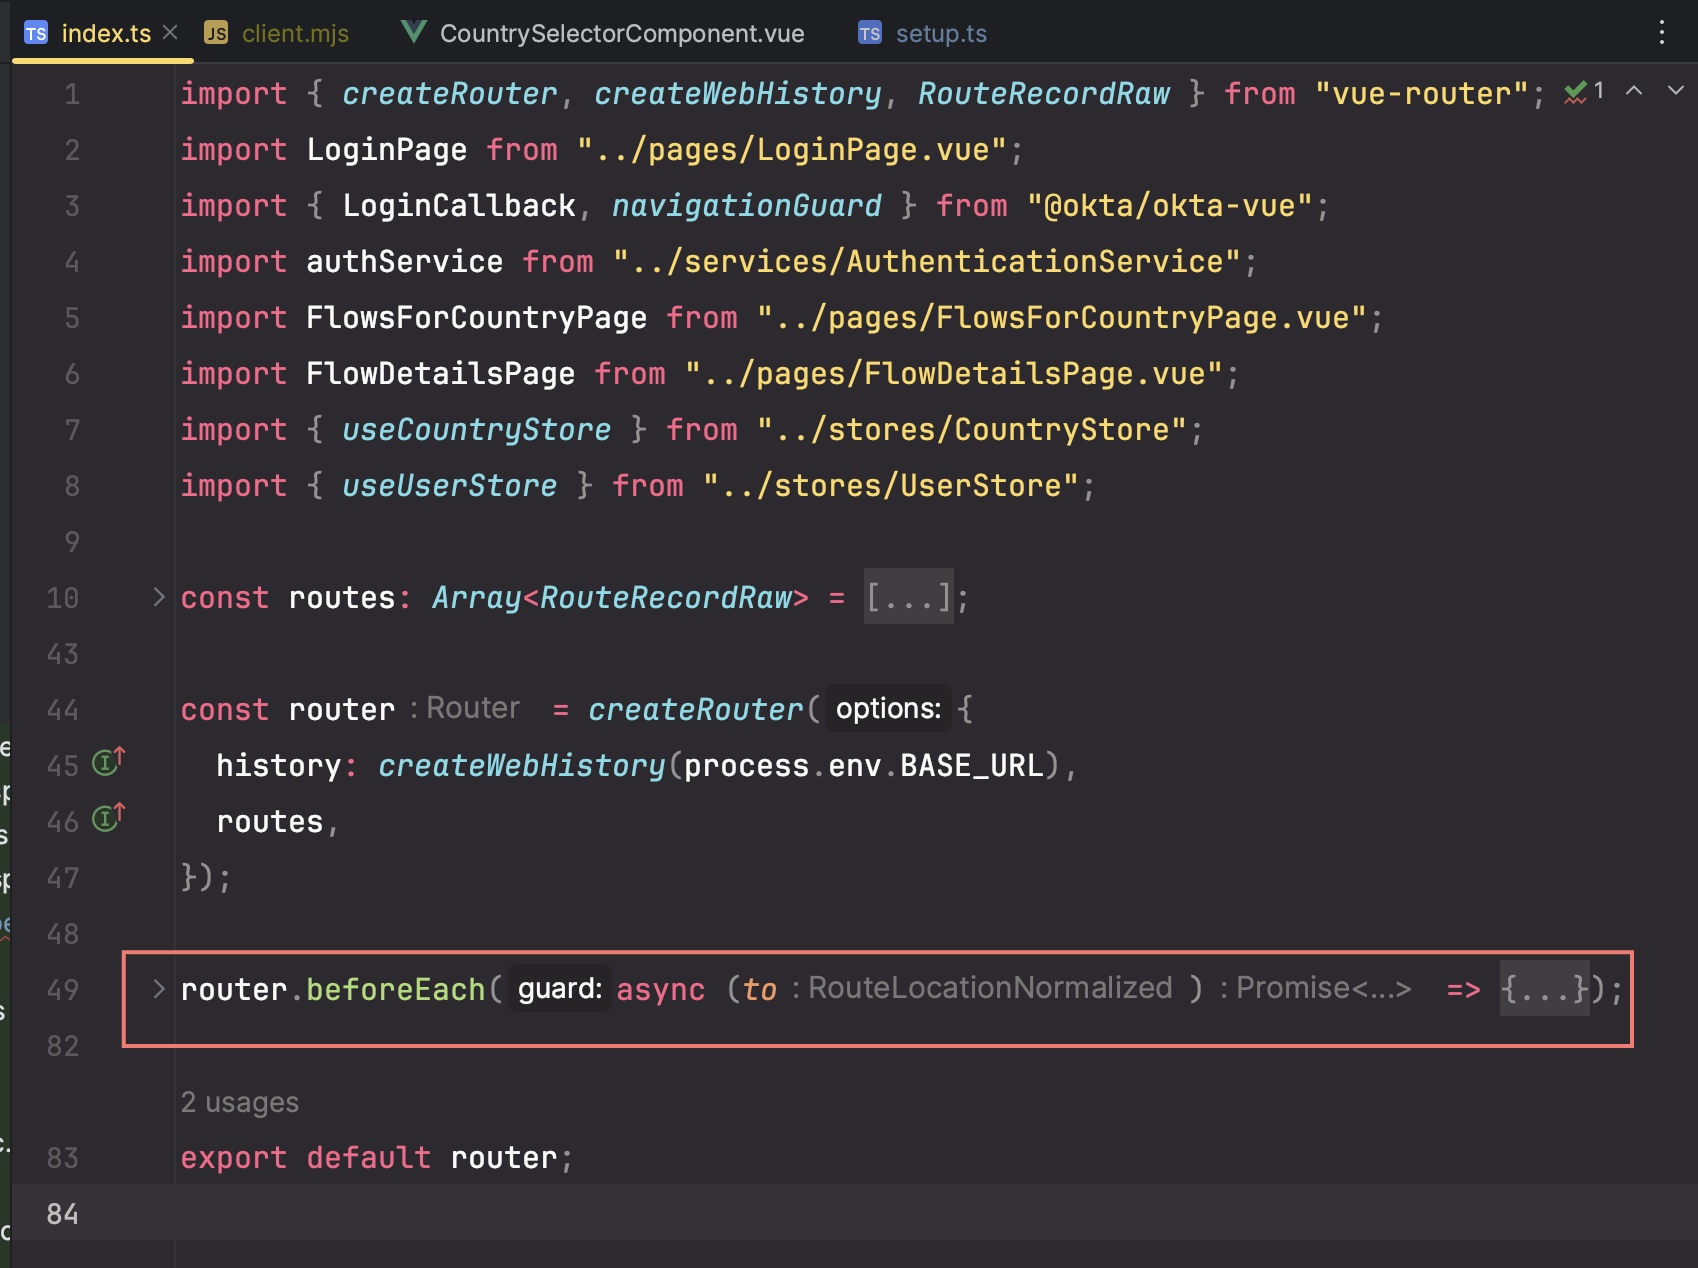 TS index.ts JS client.mjs CountrySelectorComponent.vue TS setup.ts
1 import { createRouter, createWebHistory, RouteRecordRaw } from "vue-router"; 1
2 import LoginPage from "../pages/LoginPage.vue";
3 import { LoginCallback, navigationGuard } from "@okta/okta-vue";
4 import authService from "../services/AuthenticationService";
5 import FlowsForCountryPage from "../pages/FlowsForCountryPage.vue";
6 import FlowDetailsPage from "../pages/FlowDetailsPage.vue";
7 import { useCountryStore } from "../stores/CountryStore";
8 import { useUserStore } from "../stores/UserStore";
9
10 const routes: Array<RouteRecordRaw> = [...];
43
44 const router : Router = createRouter( options: {
45 history: createWebHistory(process.env.BASE_URL),
46 routes,
47 });
48
49 router.beforeEach( guard: async (to : RouteLocationNormalized ) : Promise<...> => {...});
82
2 usages
83 export default router;
84